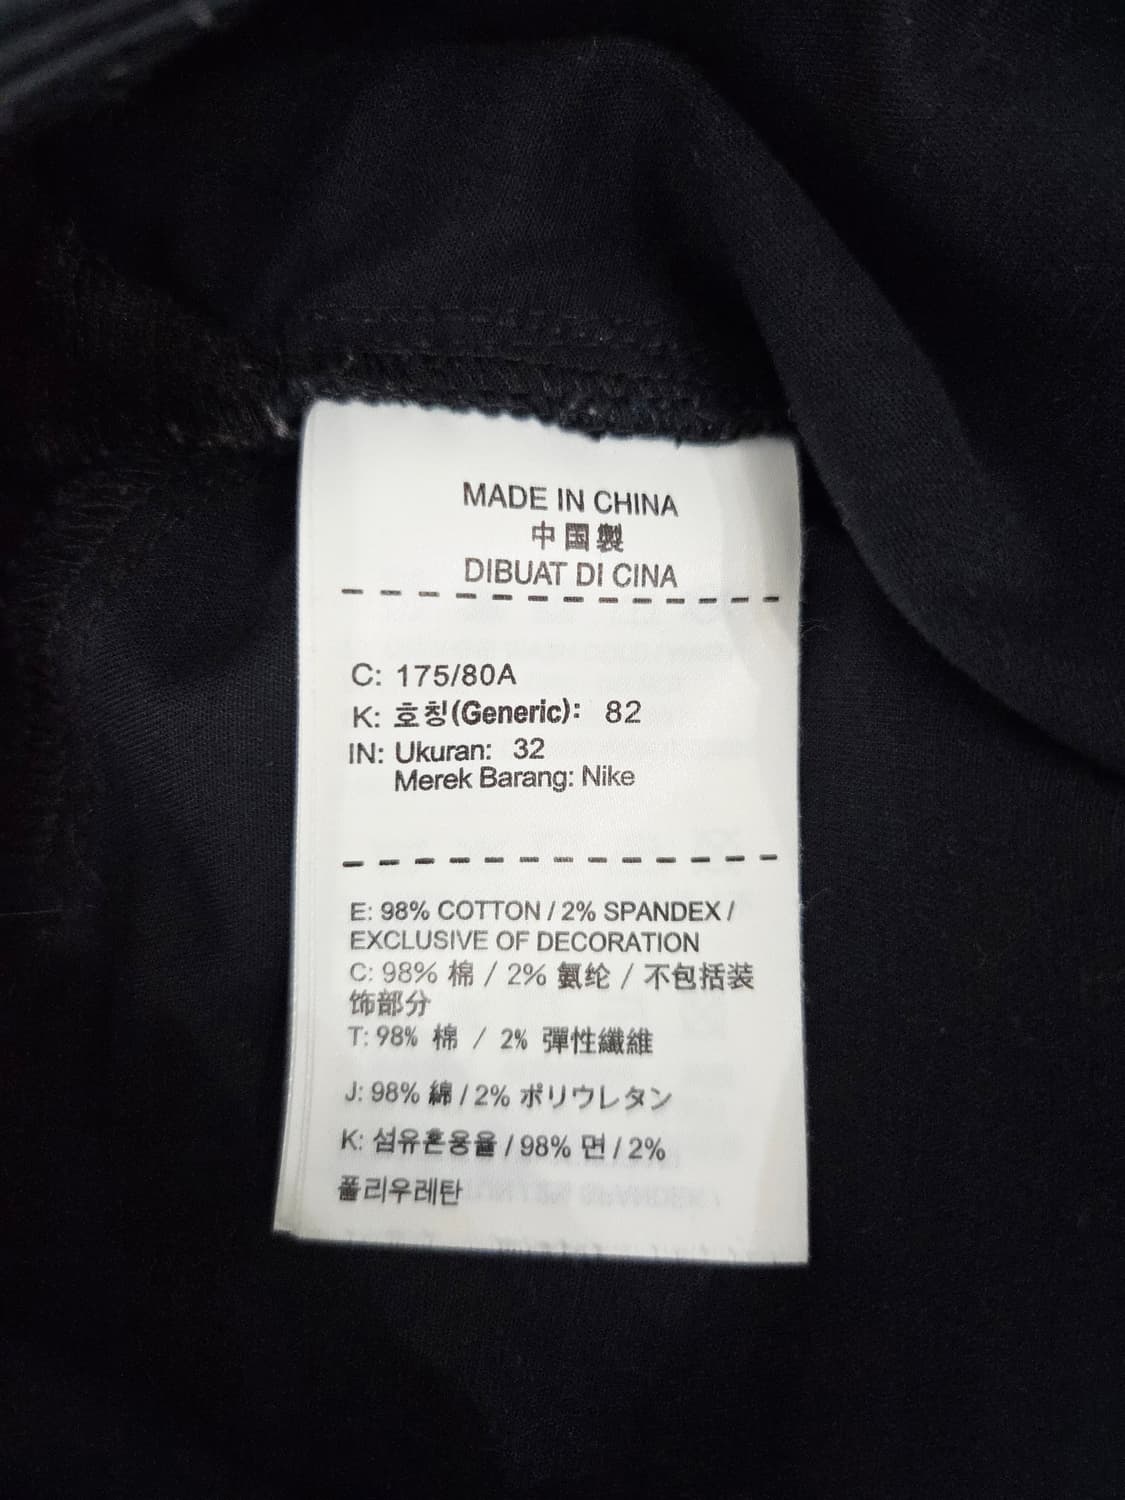 MADE IN CHINA
中国製
DIBUAT DI CINA
C: 175/80A
K: 호칭(Generic): 82
IN: Ukuran: 32
Merek Barang: Nike
E: 98% COTTON / 2% SPANDEX /
EXCLUSIVE OF DECORATION
C: 98% 棉 / 2% 氨纶 / 不包括装
饰部分
T: 98% 棉 / 2% 彈性纖維
J: 98% 綿 / 2% ポリウレタン
K: 섬유혼용율 / 98% 면 / 2%
폴리우레탄